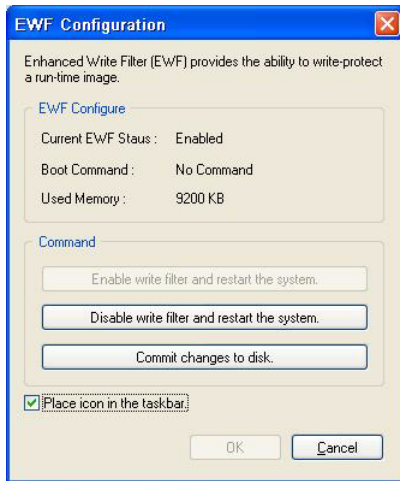 EWF Configuration
Enhanced Write Filter (EWF) provides the ability to write-protect
a run-time image.
EWF Configure
Current EWF Staus : Enabled
Boot Command : No Command
Used Memory : 9200 KB
Command
Enable write filter and restart the system.
Disable write filter and restart the system.
Commit changes to disk.
Place icon in the taskbar.
OK Cancel